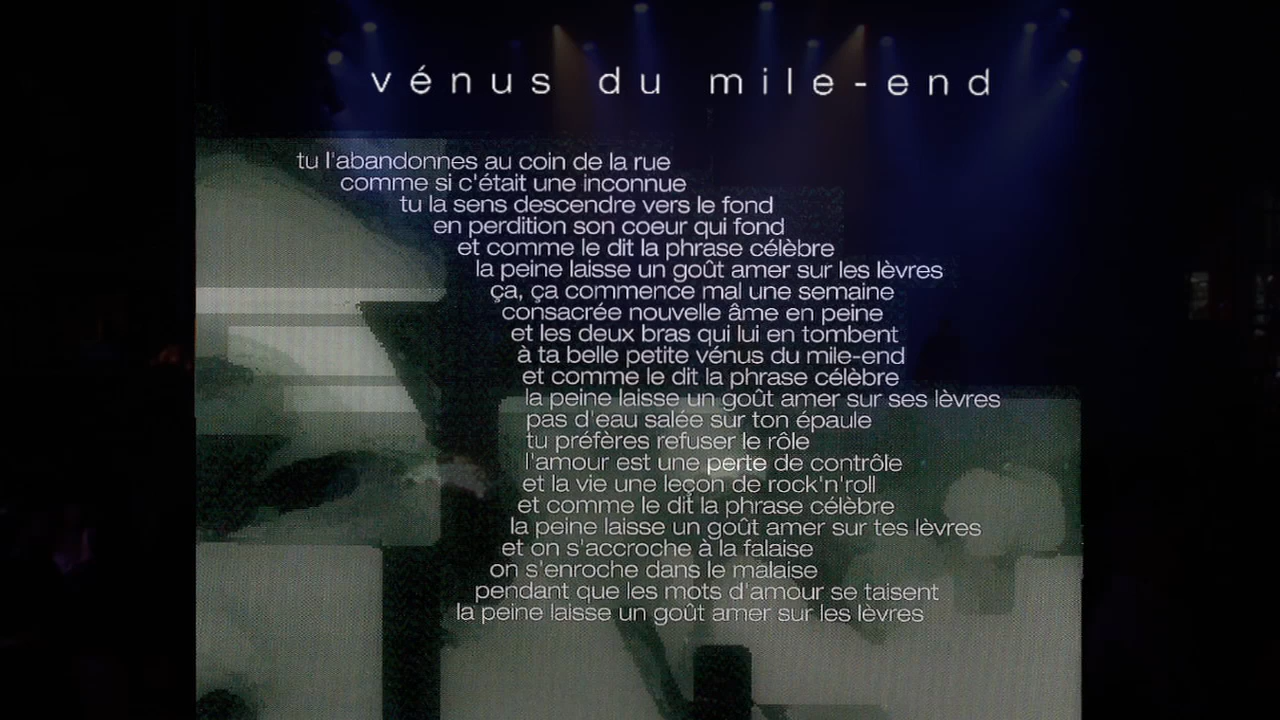 vénus du mile-end
tu l'abandonnes au coin de la rue
comme si c'était une inconnue
tu la sens descendre vers le fond
en perdition son coeur qui fond
et comme le dit la phrase célèbre
la peine laisse un goût amer sur les lèvres
ça, ça commence mal une semaine
consacrée nouvelle âme en peine
et les deux bras qui lui en tombent
à ta belle petite vénus du mile-end
et comme le dit la phrase célèbre
la peine laisse un goût amer sur ses lèvres
pas d'eau salée sur ton épaule
tu préfères refuser le rôle
l'amour est une perte de contrôle
et la vie une leçon de rock'n'roll
et comme le dit la phrase célèbre
la peine laisse un goût amer sur tes lèvres
et on s'accroche à la falaise
on s'enroche dans le malaise
pendant que les mots d'amour se taisent
la peine laisse un goût amer sur les lèvres